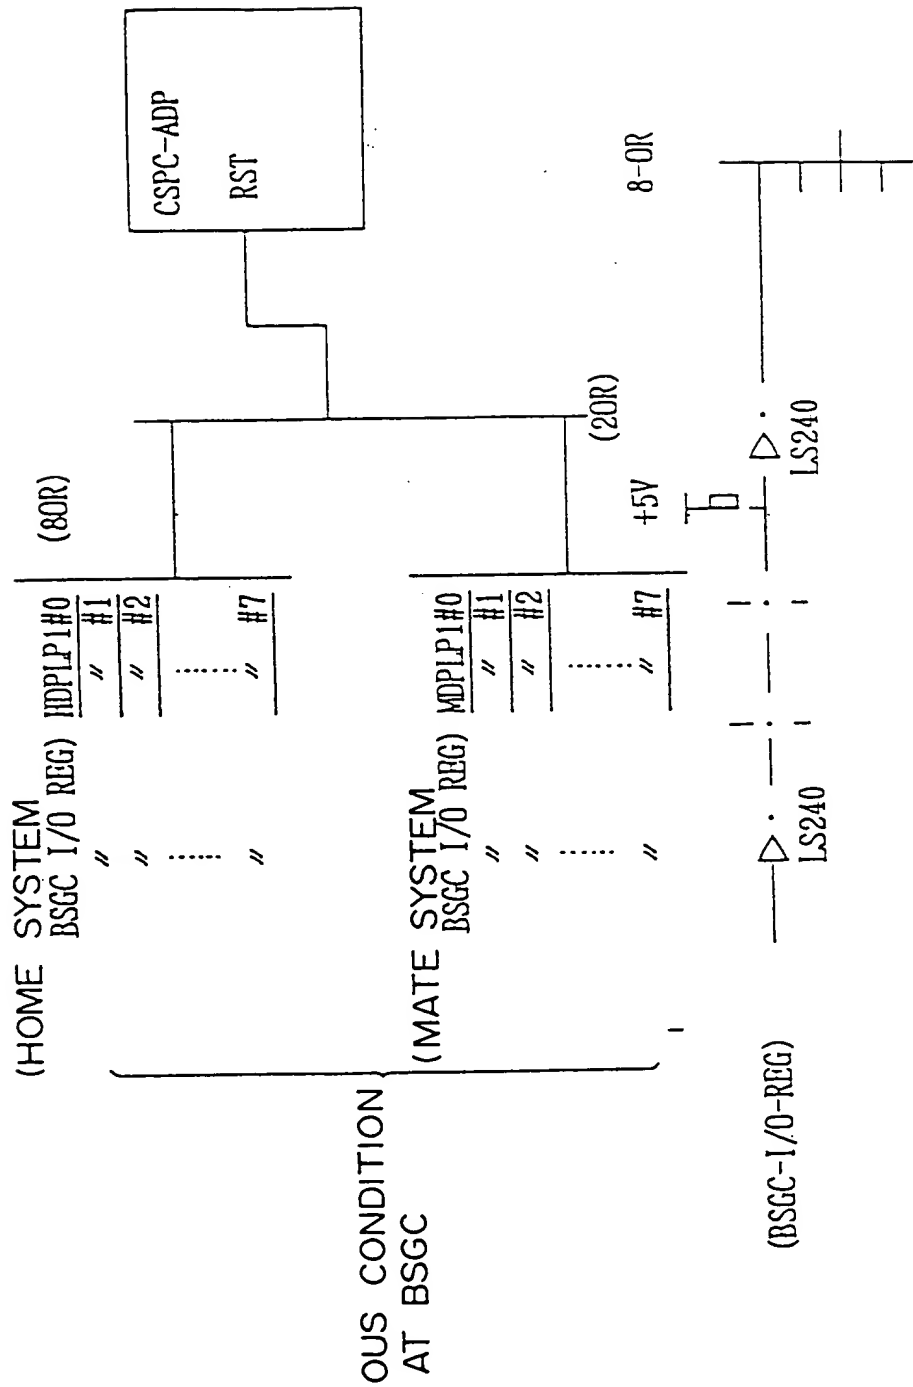 OUS CONDITION
AT BSGC
(HOME SYSTEM
BSGC I/O REG) HDPLP1#0
〃 〃 #1
〃 〃 #2
........ ........
〃 〃 #7
(8OR)
(MATE SYSTEM
BSGC I/O REG) MDPLP1#0
〃 〃 #1
〃 〃 #2
........ ........
〃 〃 #7
(2OR)
CSPC-ADP
RST
(BSGC-I/O-REG)
LS240
+5V
LS240
8-OR